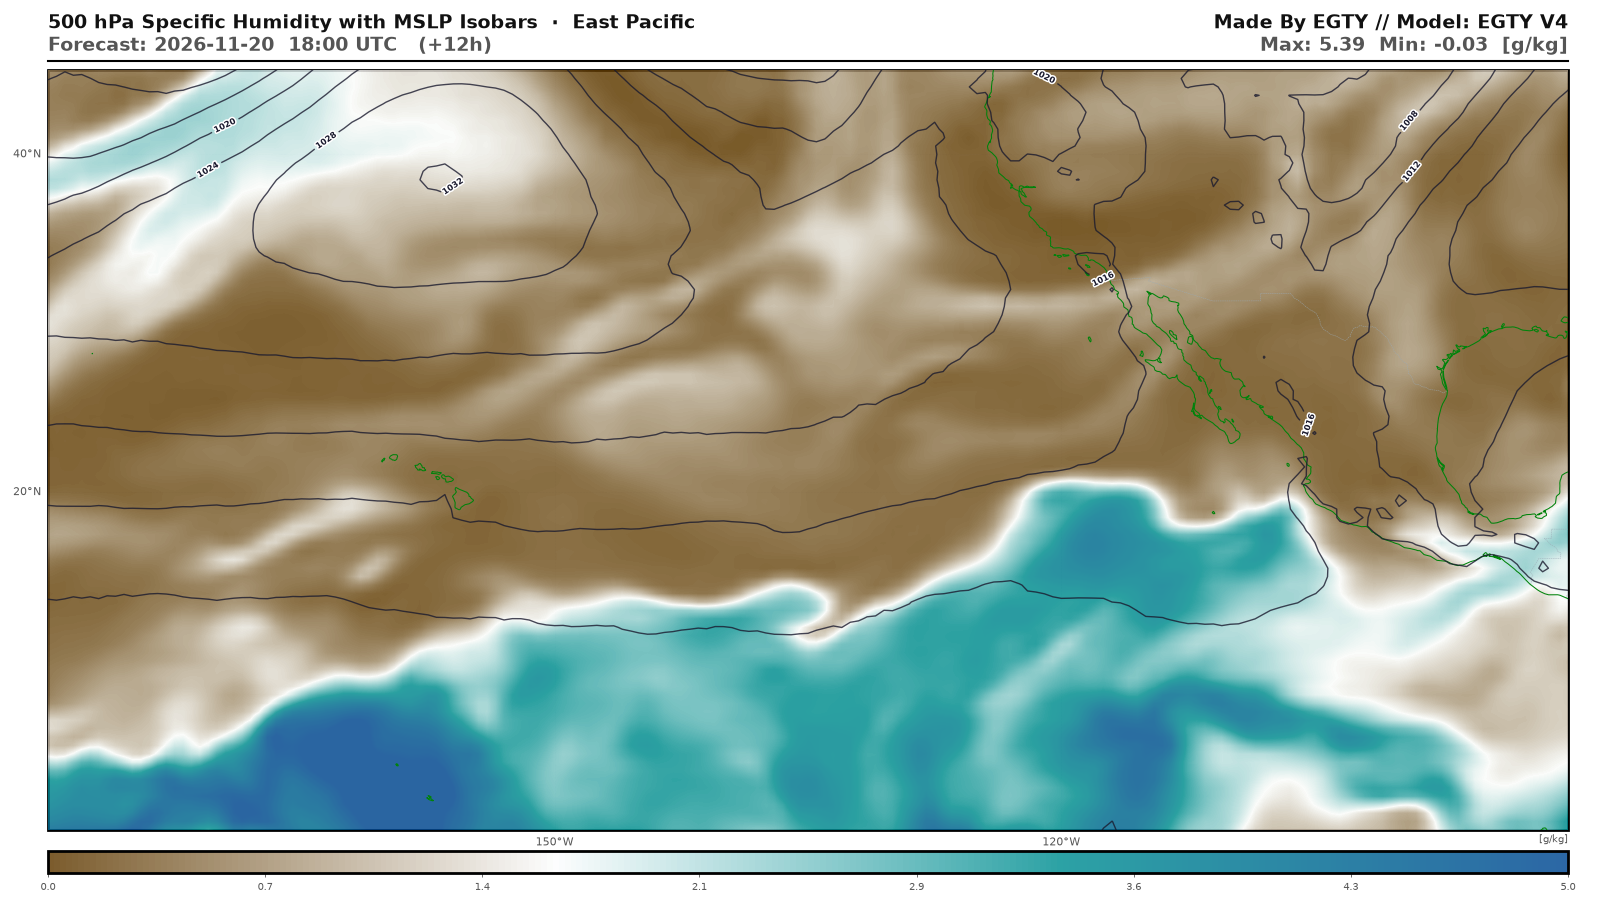 500 hPa Specific Humidity with MSLP Isobars · East Pacific
Made By EGTY // Model: EGTY V4
Forecast: 2026-11-20 18:00 UTC (+12h)
Max: 5.39 Min: -0.03 [g/kg]
1020
1020
1028
1008
40°N
1024
1012
1032
1016
1016
20°N
150°W
120°W
[g/kg]
0.0
0.7
1.4
2.1
2.9
3.6
4.3
5.0